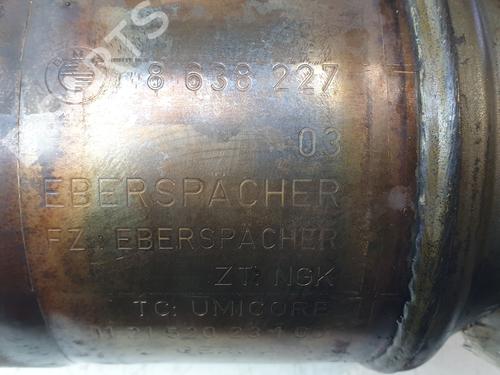 8 638 227
03
EBERSPÄCHER
FZ: EBERSPÄCHER
ZT: NGK
TC: UMICORE